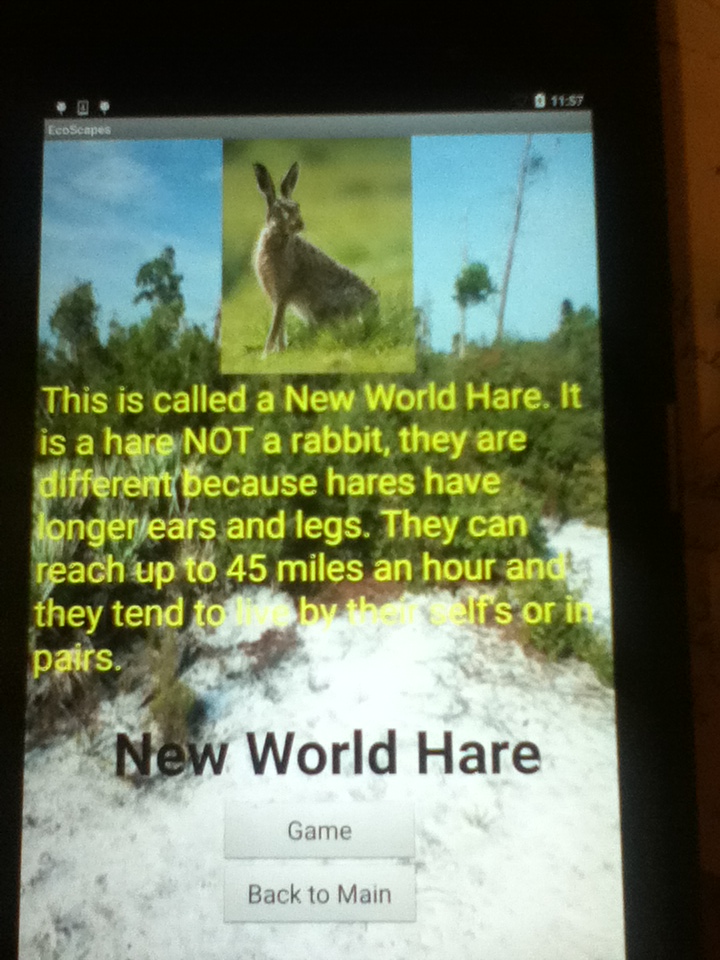 11:57
EcoScapes
This is called a New World Hare. It
is a hare NOT a rabbit, they are
different because hares have
longer ears and legs. They can
reach up to 45 miles an hour and
they tend to live by their self's or in
pairs.
New World Hare
Game
Back to Main